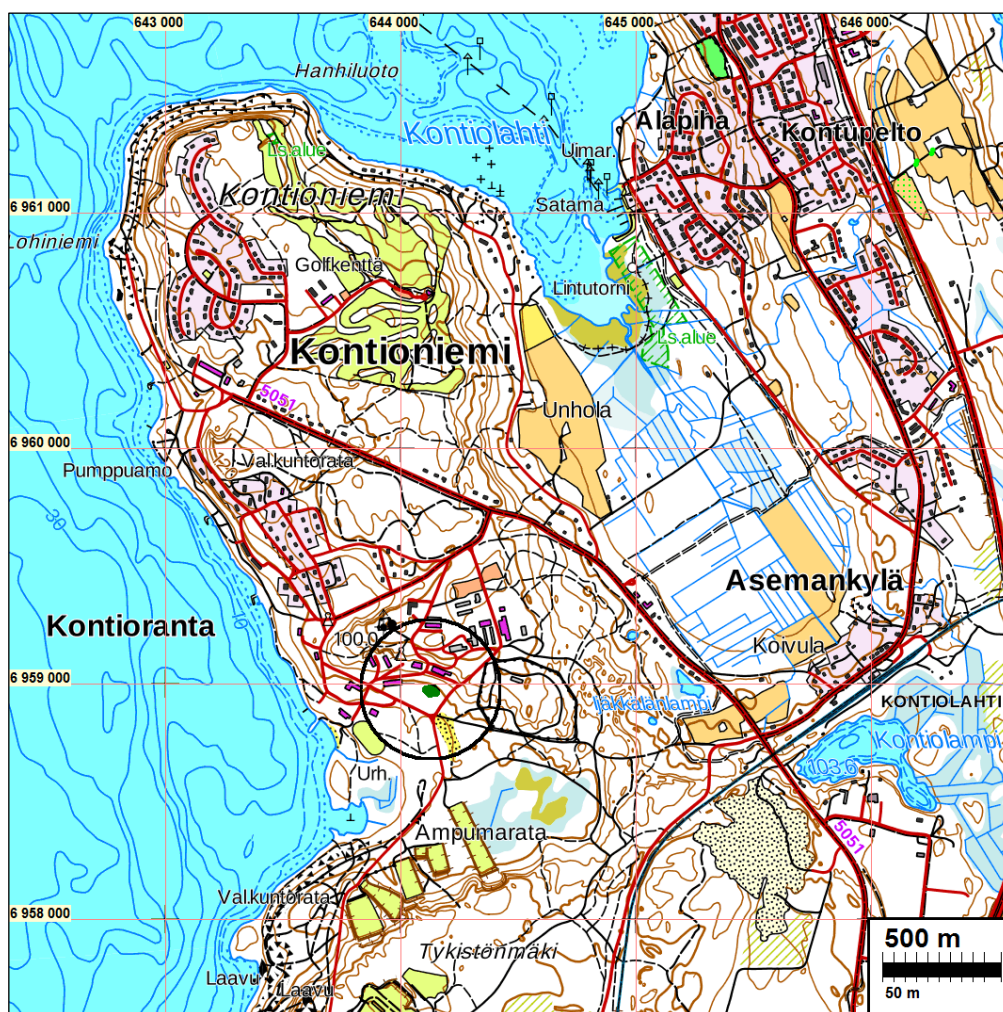 643 000
644 000
645 000
646 000
Hanhiluoto
Kontiolahti
Alapiha
Kontupelto
Ls.alue
Uimar.
Kontioniemi
Satama
6 961 000
Lohiniemi
Golfkenttä
Lintutorni
Ls.alue
Kontioniemi
5051
Unhola
6 960 000
Pumppuamo
Val.kuntorata
30
10
Asemankylä
Kontioranta
100.0
Koivula
6 959 000
KONTIOLAHTI
Kontiolampi
103.6
Urh.
Ampumarata
5051
Val.kuntorata
6 958 000
500 m
Tykistönmäki
Laavu
Laavu
50 m